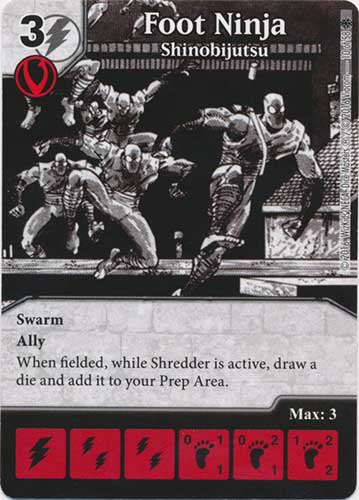 3
Foot Ninja
Shinobijutsu
Swarm
Ally
When fielded, while Shredder is active, draw a
die and add it to your Prep Area.
Max: 3
0 1 1
0 2 1
1 2 2